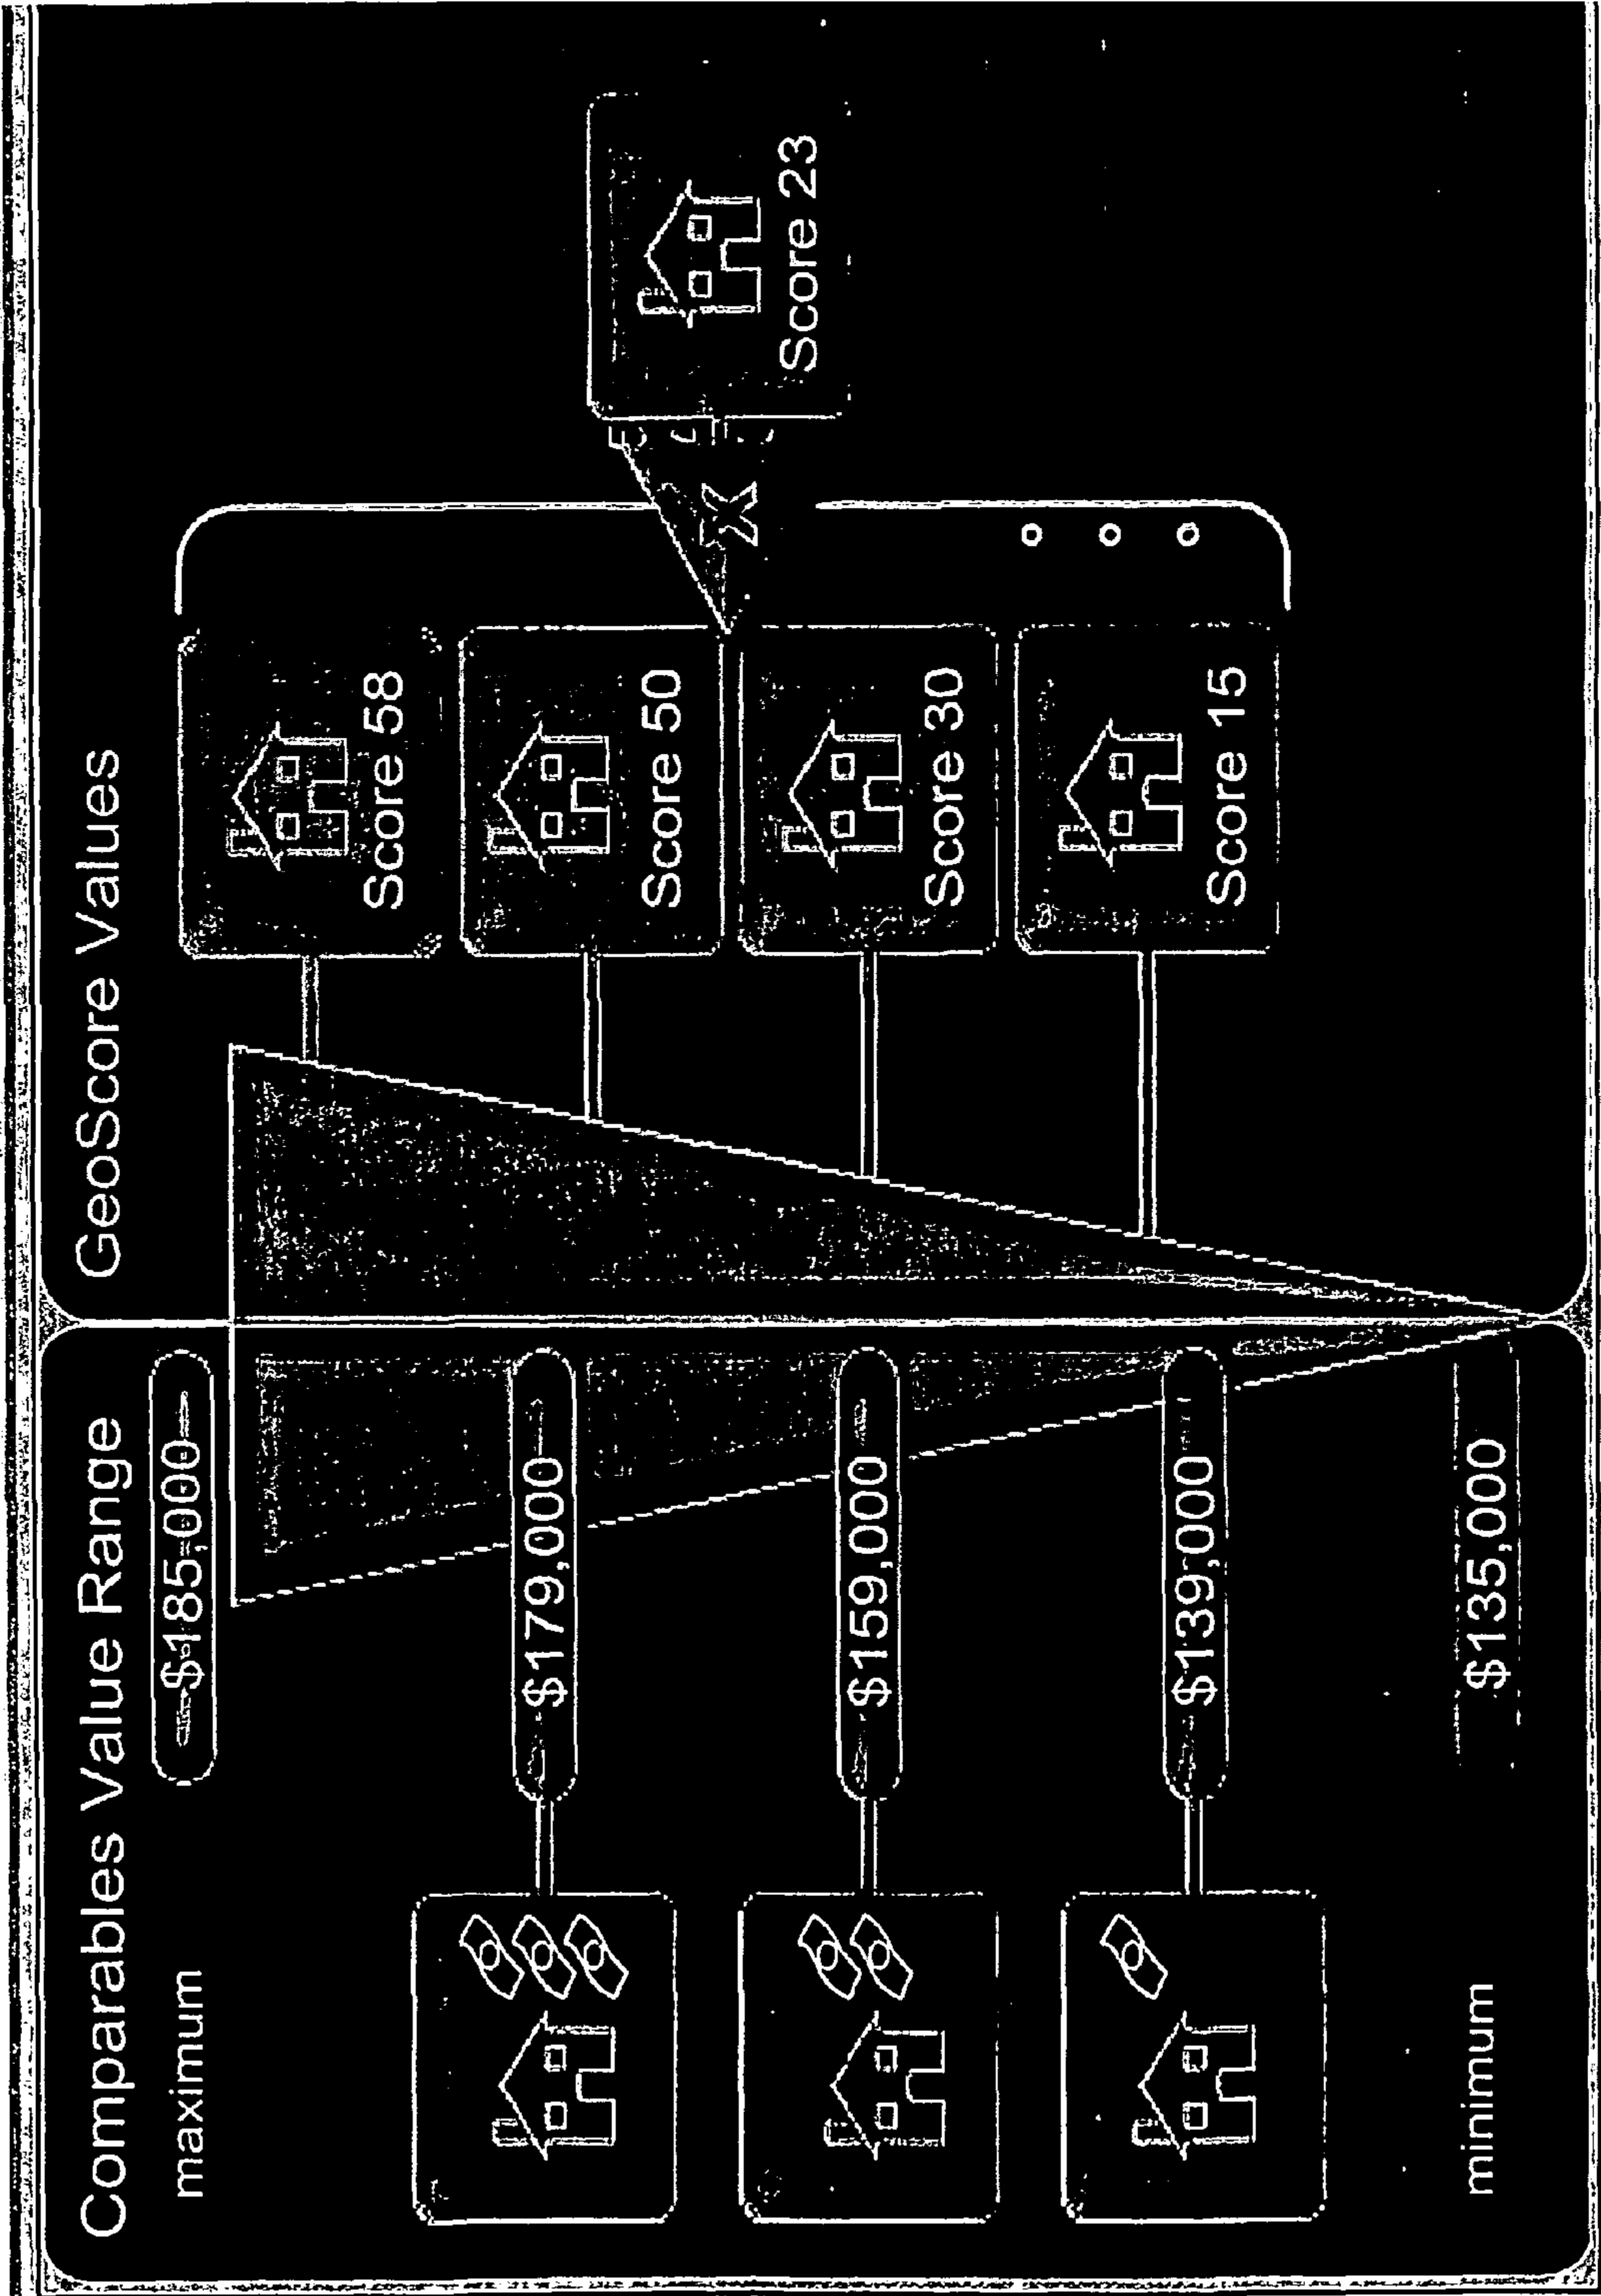 Comparables Value Range
maximum
$185,000
$179,000
$159,000
$139,000
minimum
$135,000
GeoScore Values
Score 58
Score 50
Score 30
Score 15
X
Score 23